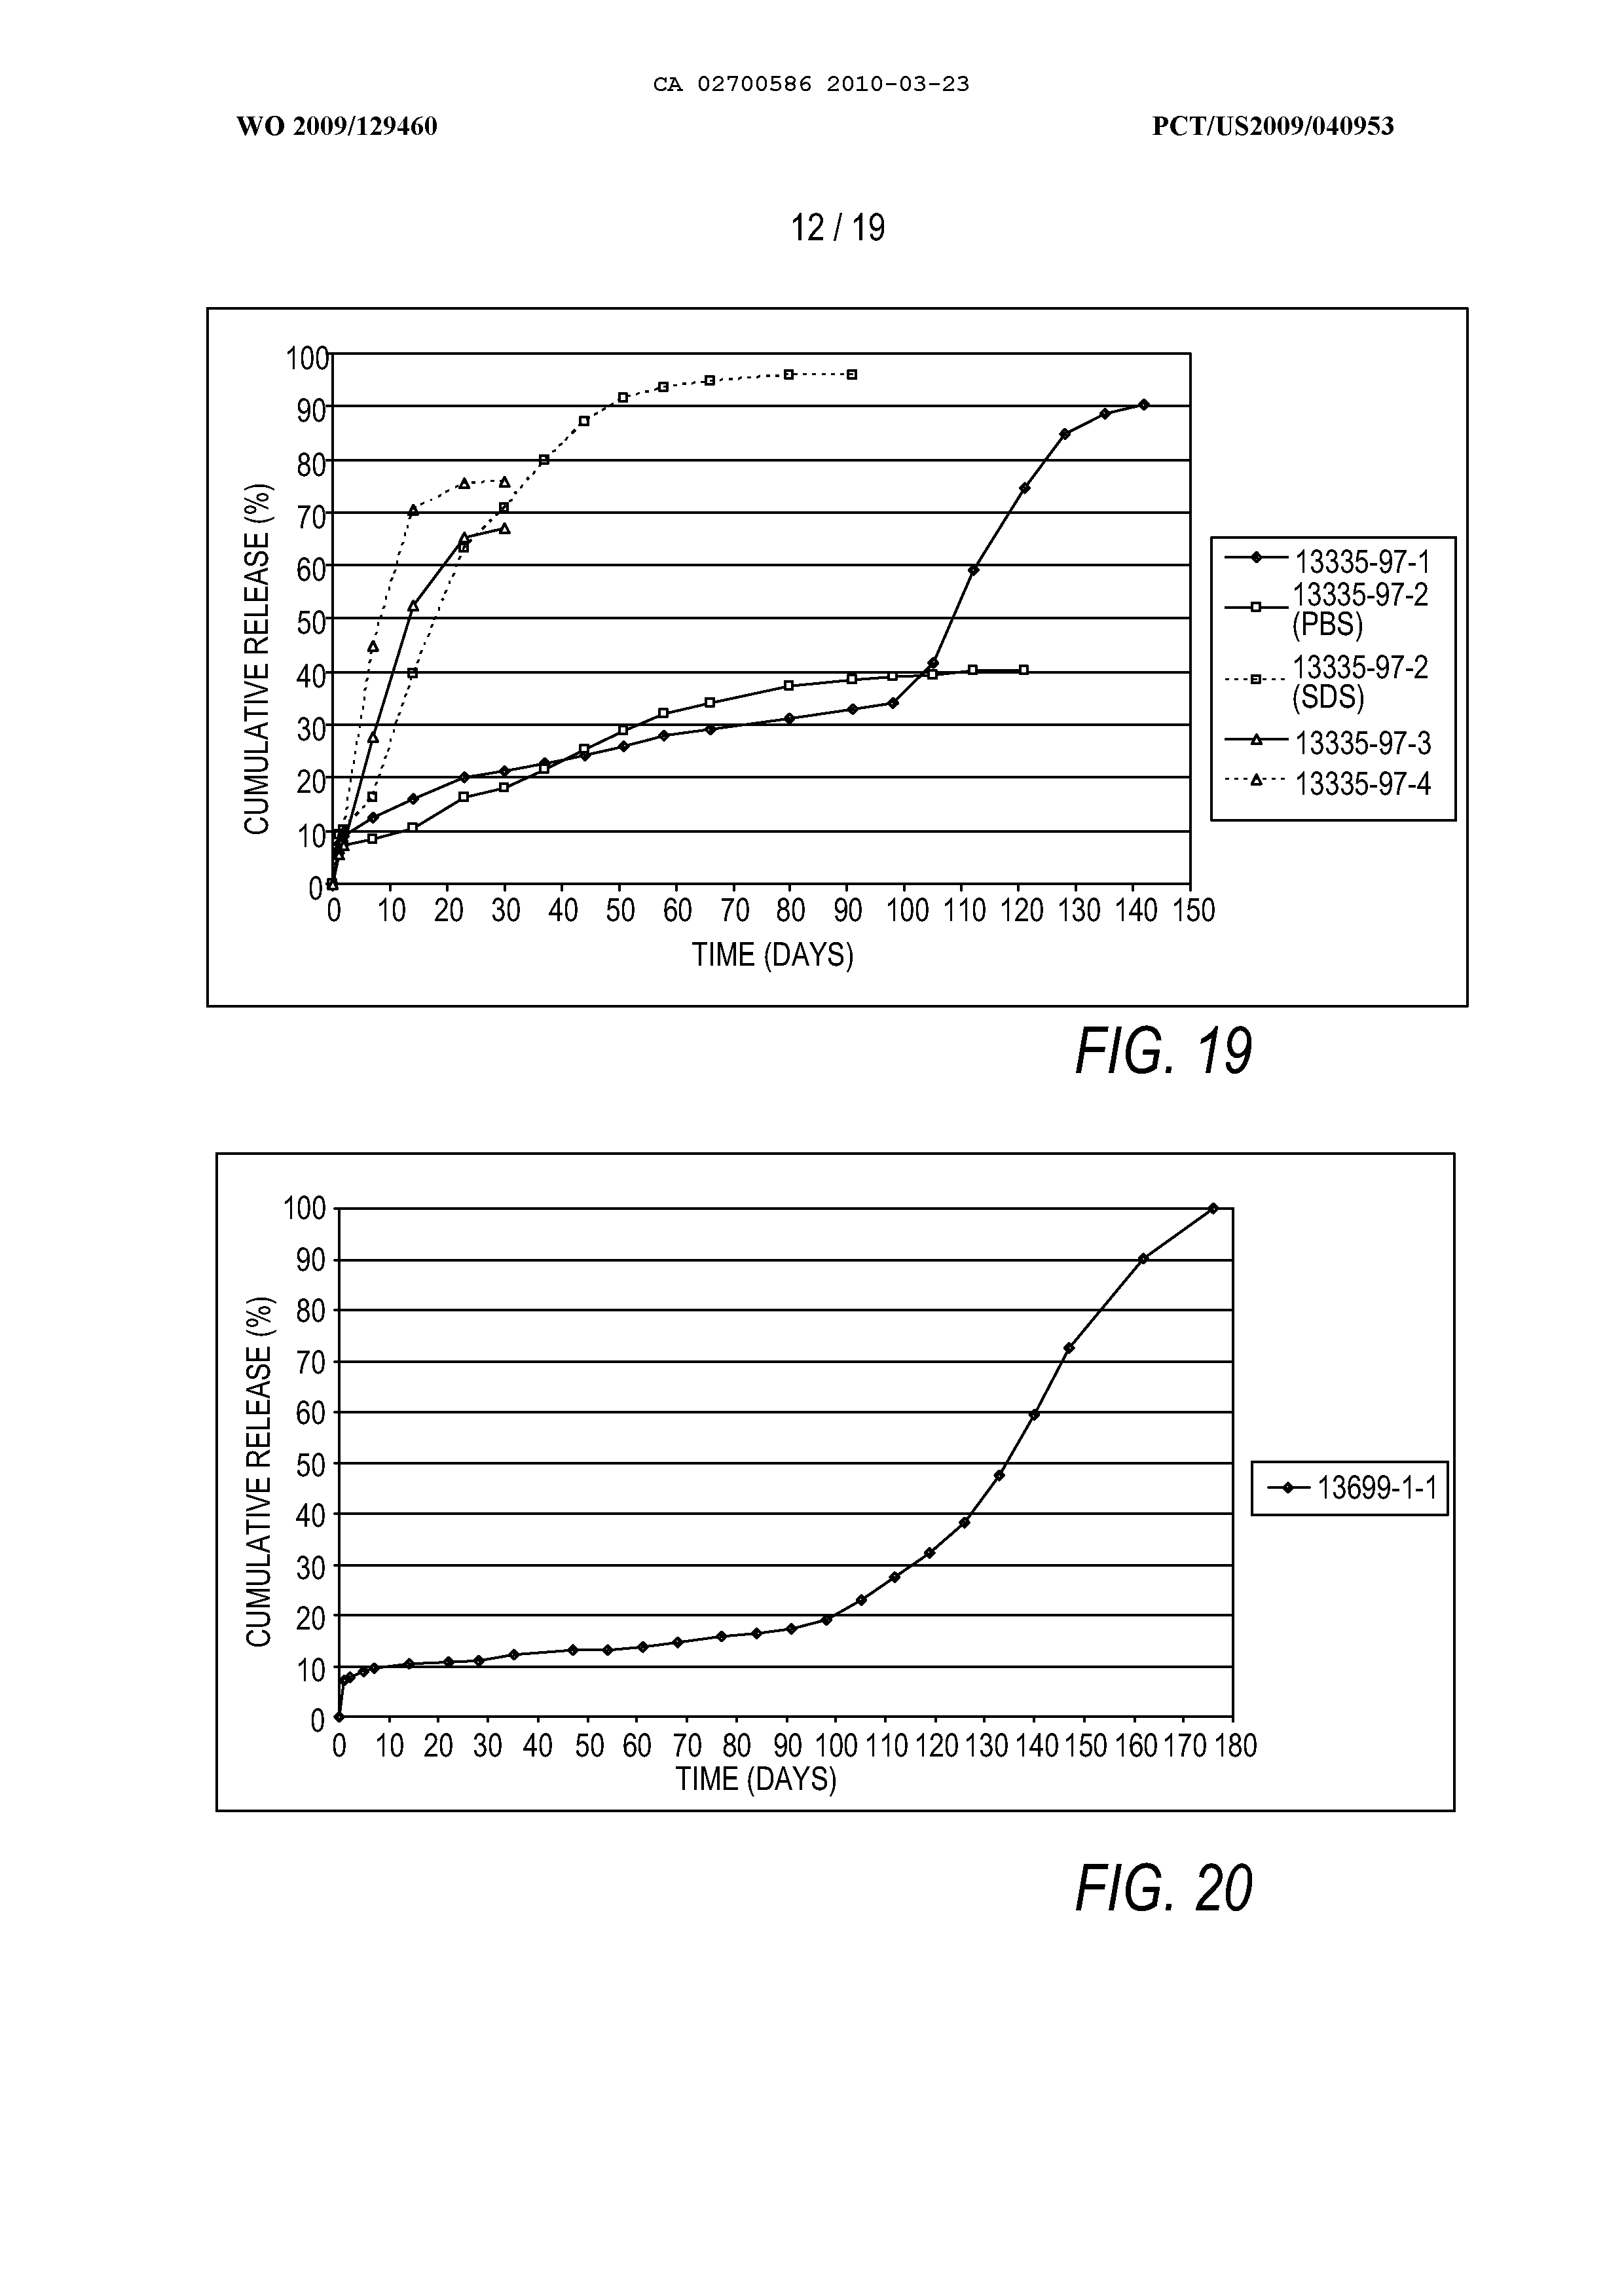 CA 02700586 2010-03-23
WO 2009/129460
PCT/US2009/040953
12 / 19
100
90
80
70
60
50
40
30
20
10
0
CUMULATIVE RELEASE (%)
0 10 20 30 40 50 60 70 80 90 100 110 120 130 140 150
TIME (DAYS)
13335-97-1
13335-97-2
(PBS)
13335-97-2
(SDS)
13335-97-3
13335-97-4
FIG. 19
100
90
80
70
60
50
40
30
20
10
0
CUMULATIVE RELEASE (%)
0 10 20 30 40 50 60 70 80 90 100 110 120 130 140 150 160 170 180
TIME (DAYS)
13699-1-1
FIG. 20